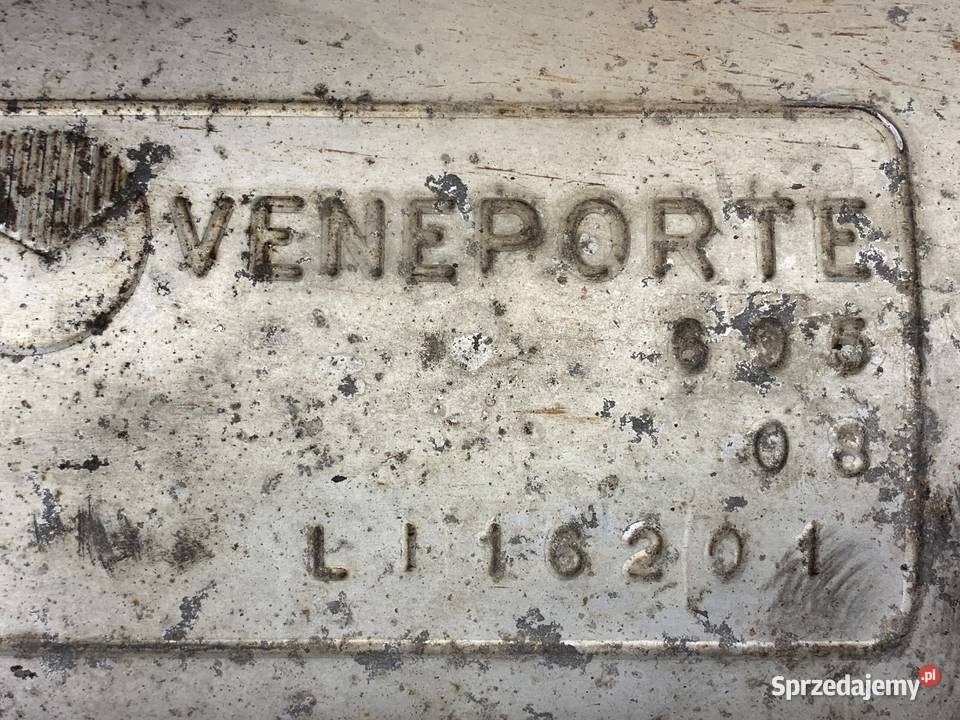 VENEPORTE
695
08
LI 16201
Sprzedajemy.pl